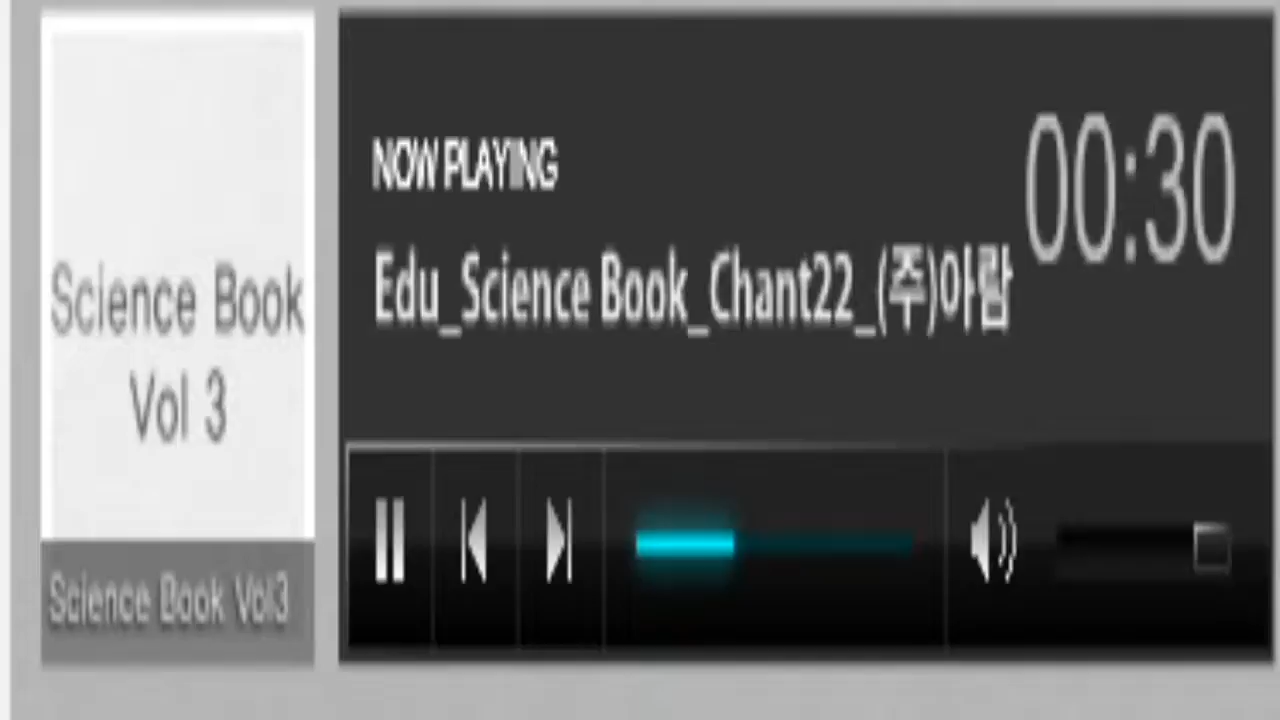 Science Book
Vol 3
Science Book Vol3
NOW PLAYING
00:30
Edu_Science Book_Chant22_(주)아람